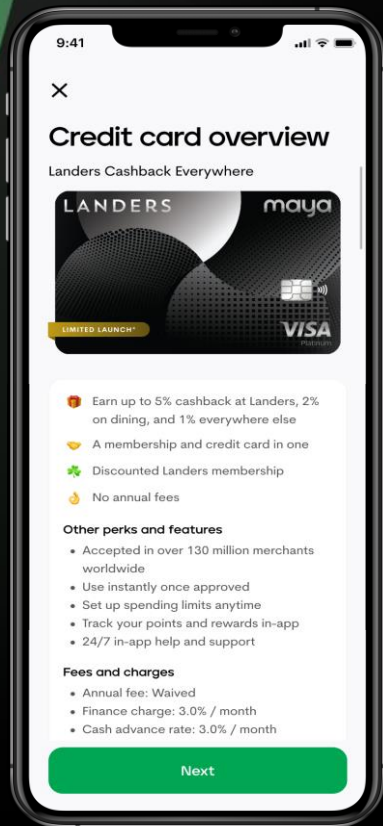 9:41
Credit card overview
Landers Cashback Everywhere
LANDERS maya
LIMITED LAUNCH*
VISA
Platinum
Earn up to 5% cashback at Landers, 2%
on dining, and 1% everywhere else
A membership and credit card in one
Discounted Landers membership
No annual fees
Other perks and features
• Accepted in over 130 million merchants
worldwide
• Use instantly once approved
• Set up spending limits anytime
• Track your points and rewards in-app
• 24/7 in-app help and support
Fees and charges
• Annual fee: Waived
• Finance charge: 3.0% / month
• Cash advance rate: 3.0% / month
Next